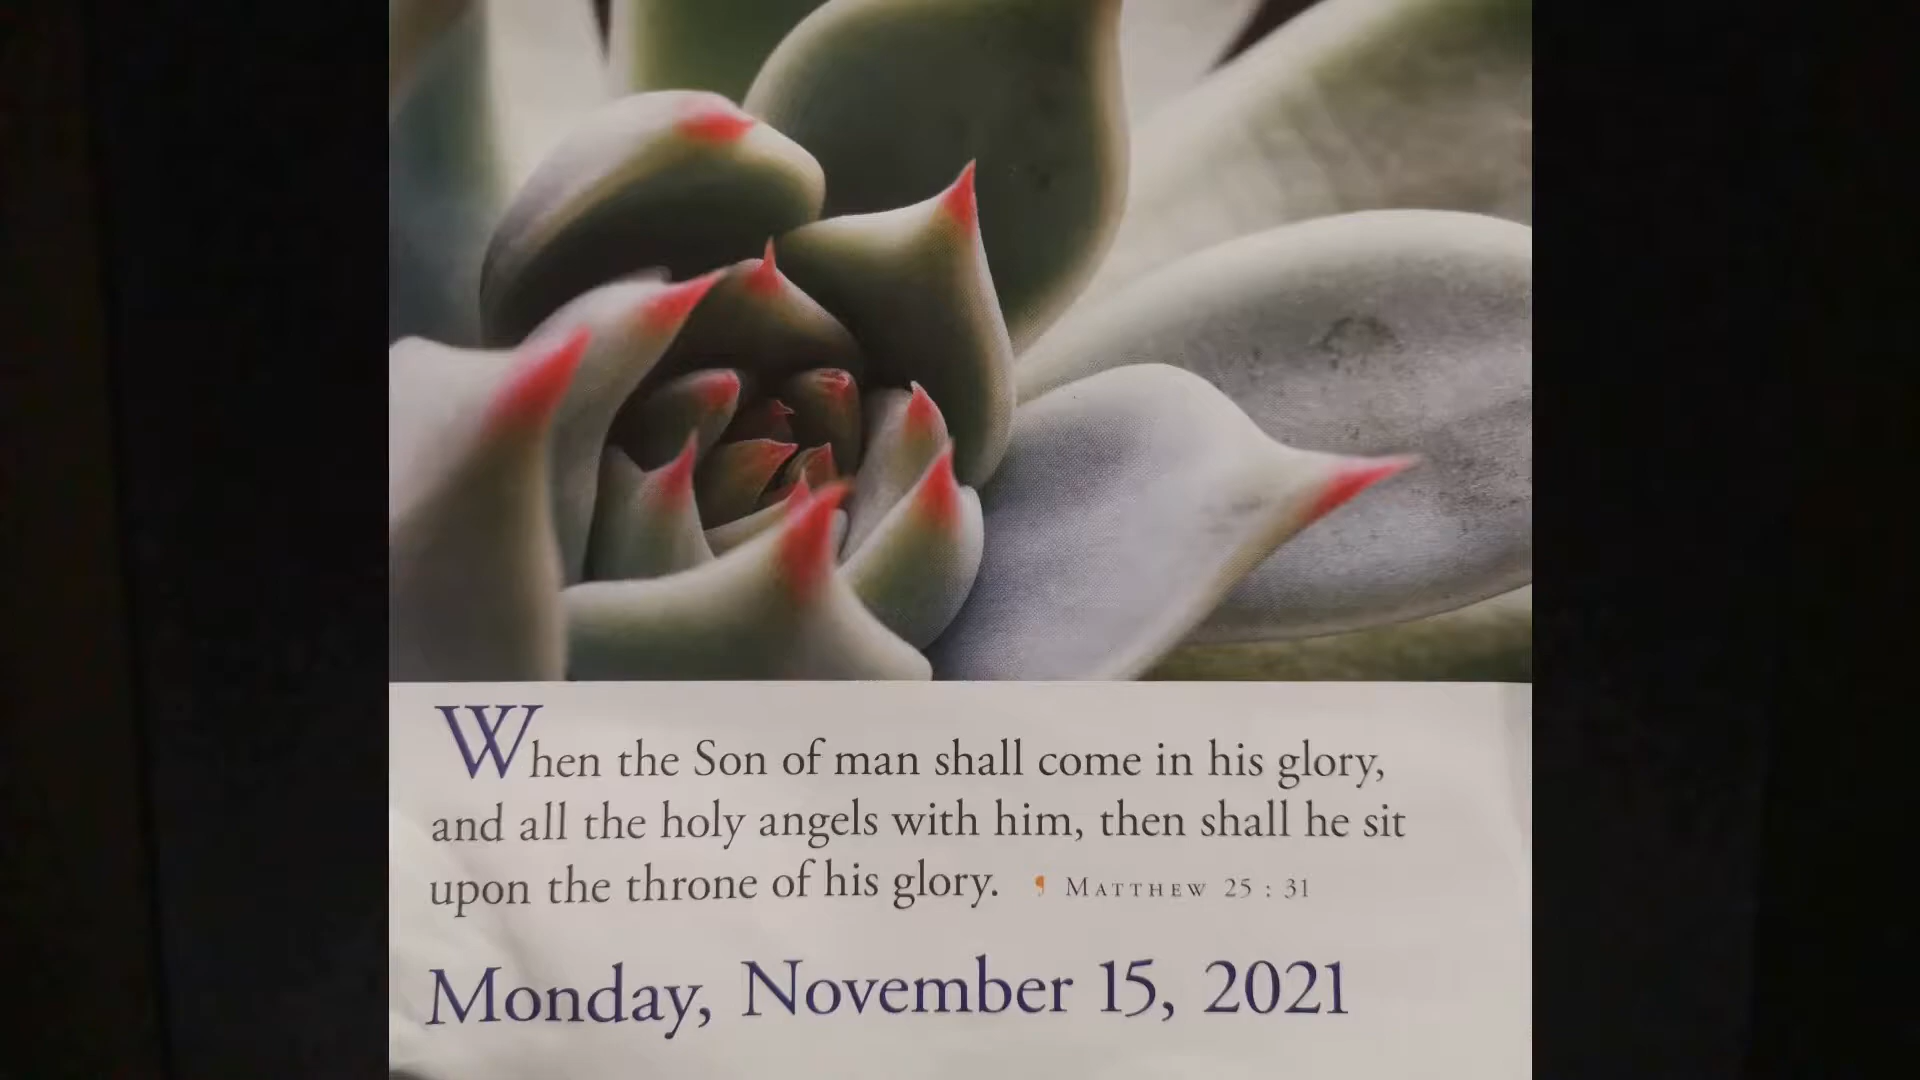 When the Son of man shall come in his glory,
and all the holy angels with him, then shall he sit
upon the throne of his glory. MATTHEW 25 : 31
Monday, November 15, 2021